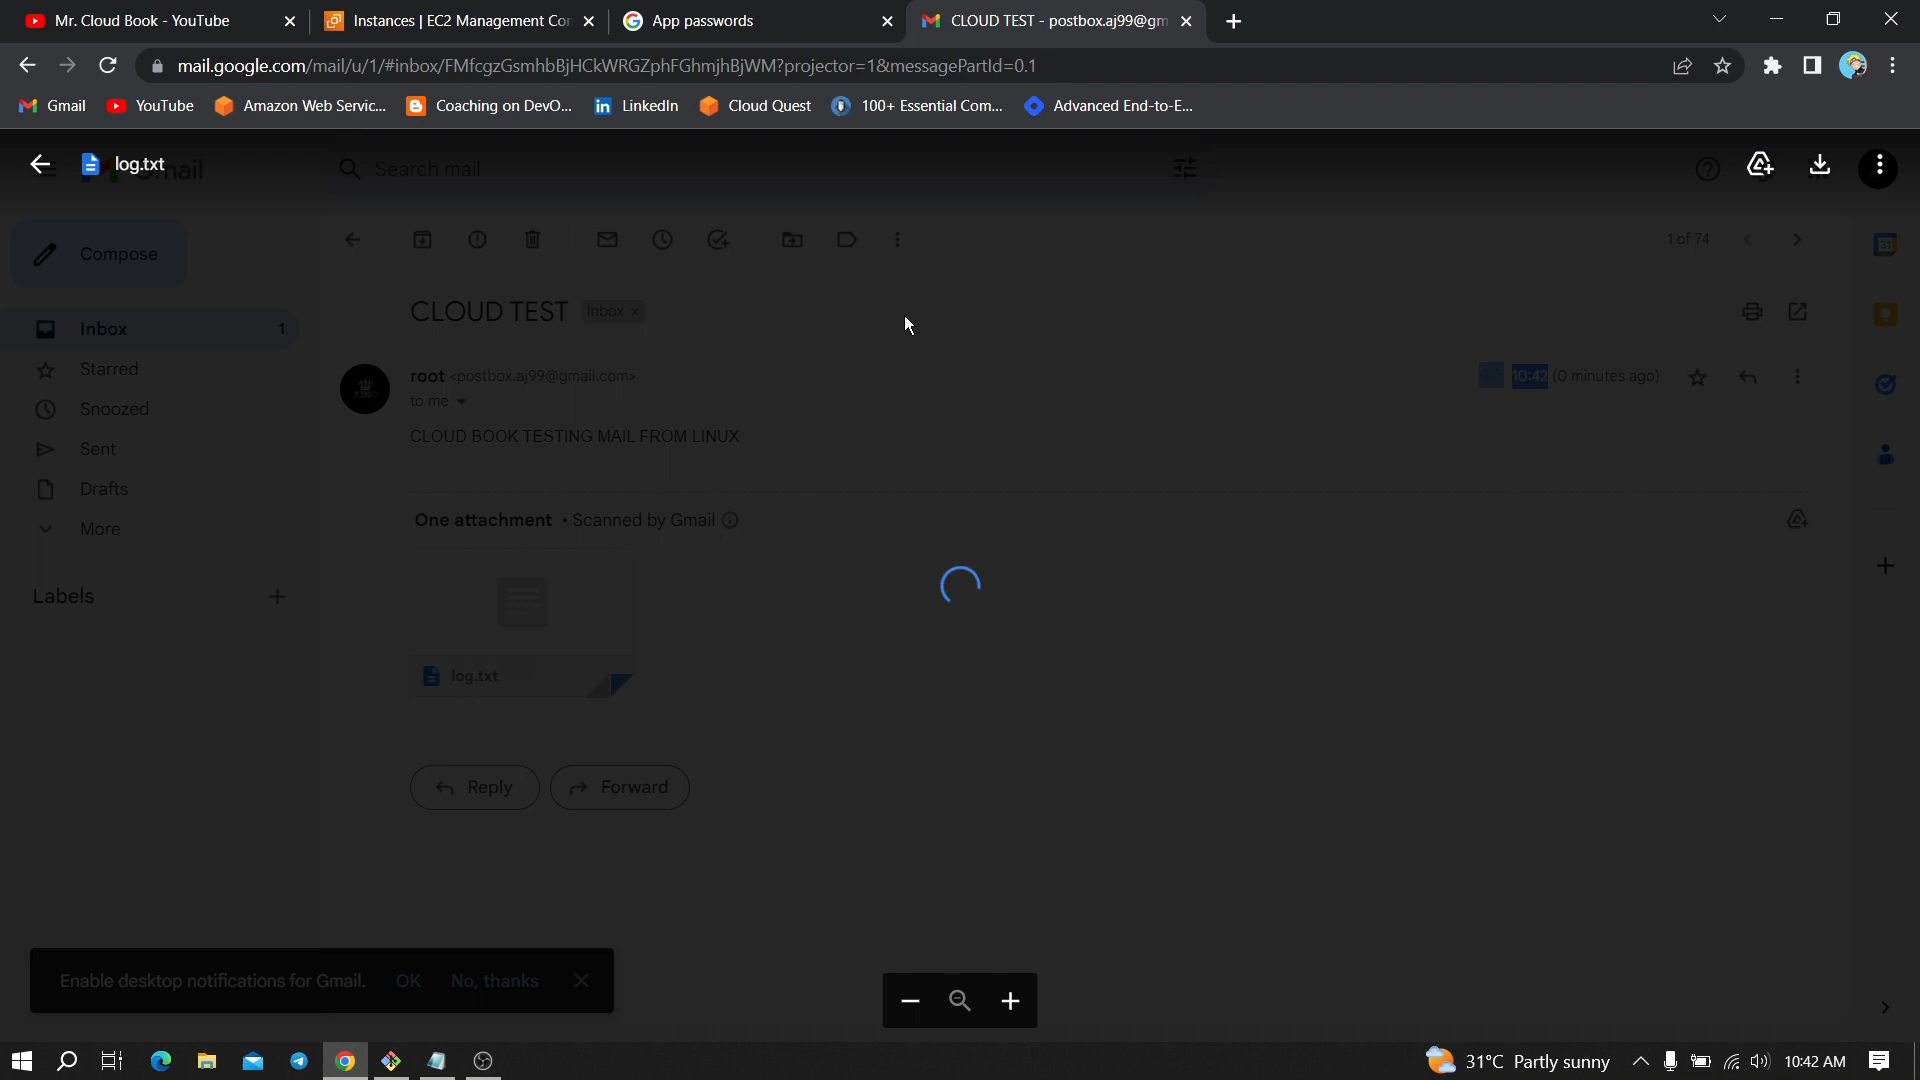 Mr. Cloud Book - YouTube
Instances | EC2 Management Co
App passwords
CLOUD TEST - postbox.aj99@gm
mail.google.com/mail/u/1/#inbox/FMfcgzGsmhbBjHCkWRGZphFGhmjhBjWM?projector=1&messagePartId=0.1
Gmail
YouTube
Amazon Web Servic...
Coaching on DevO...
LinkedIn
Cloud Quest
100+ Essential Com...
Advanced End-to-E...
log.txt
Gmail
Search mail
Compose
1 of 74
CLOUD TEST
Inbox ×
Inbox
1
Starred
Snoozed
Sent
Drafts
More
Labels
root <postbox.aj99@gmail.com>
10:42 (0 minutes ago)
to me
CLOUD BOOK TESTING MAIL FROM LINUX
One attachment • Scanned by Gmail
log.txt
Reply
Forward
Enable desktop notifications for Gmail.
OK
No, thanks
31°C Partly sunny
10:42 AM